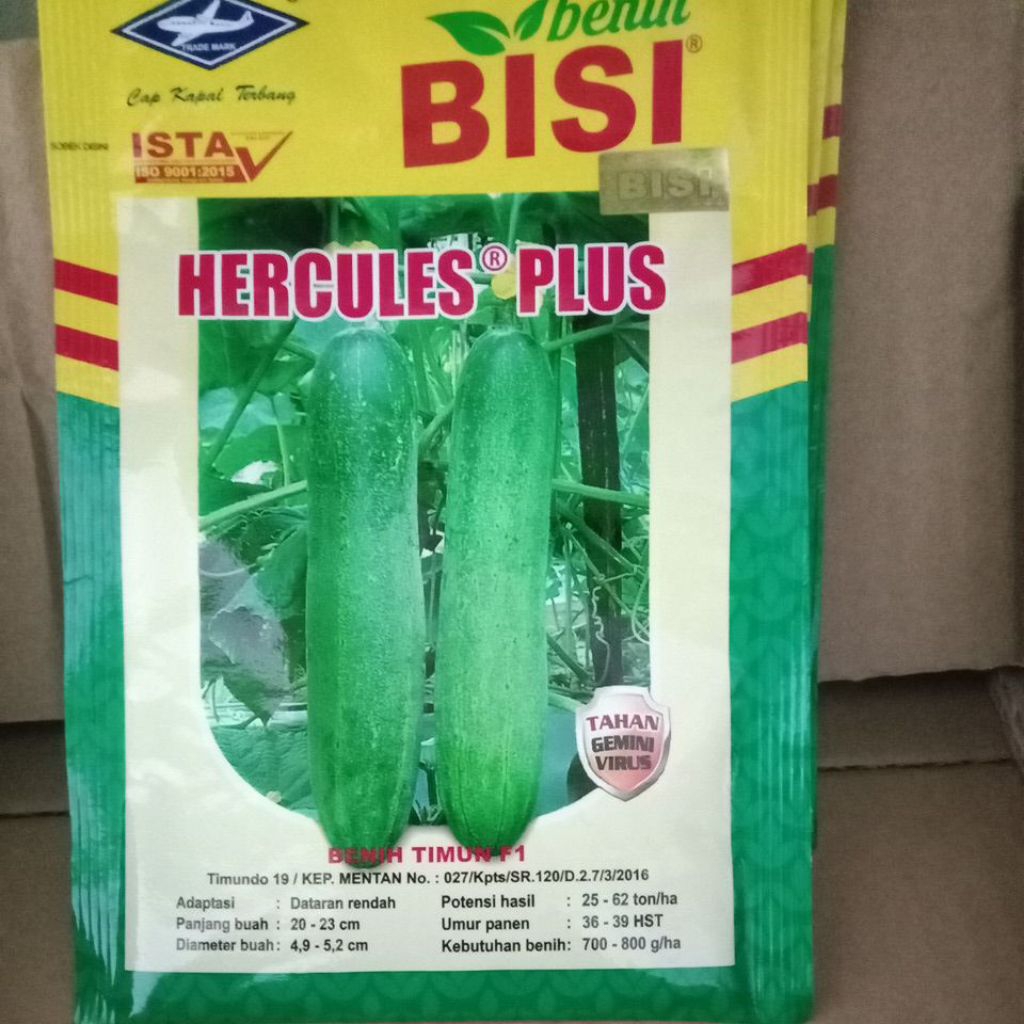 TRADE MARK
Cap Kapal Terbang
benih
BISI®
SOBEK DISINI
ISTA
ISO 9001:2015
BISI
HERCULES® PLUS
TAHAN
GEMINI
VIRUS
BENIH TIMUN F1
Timundo 19 / KEP. MENTAN No. : 027/Kpts/SR.120/D.2.7/3/2016
Adaptasi : Dataran rendah
Panjang buah : 20 - 23 cm
Diameter buah : 4,9 - 5,2 cm
Potensi hasil : 25 - 62 ton/ha
Umur panen : 36 - 39 HST
Kebutuhan benih : 700 - 800 g/ha